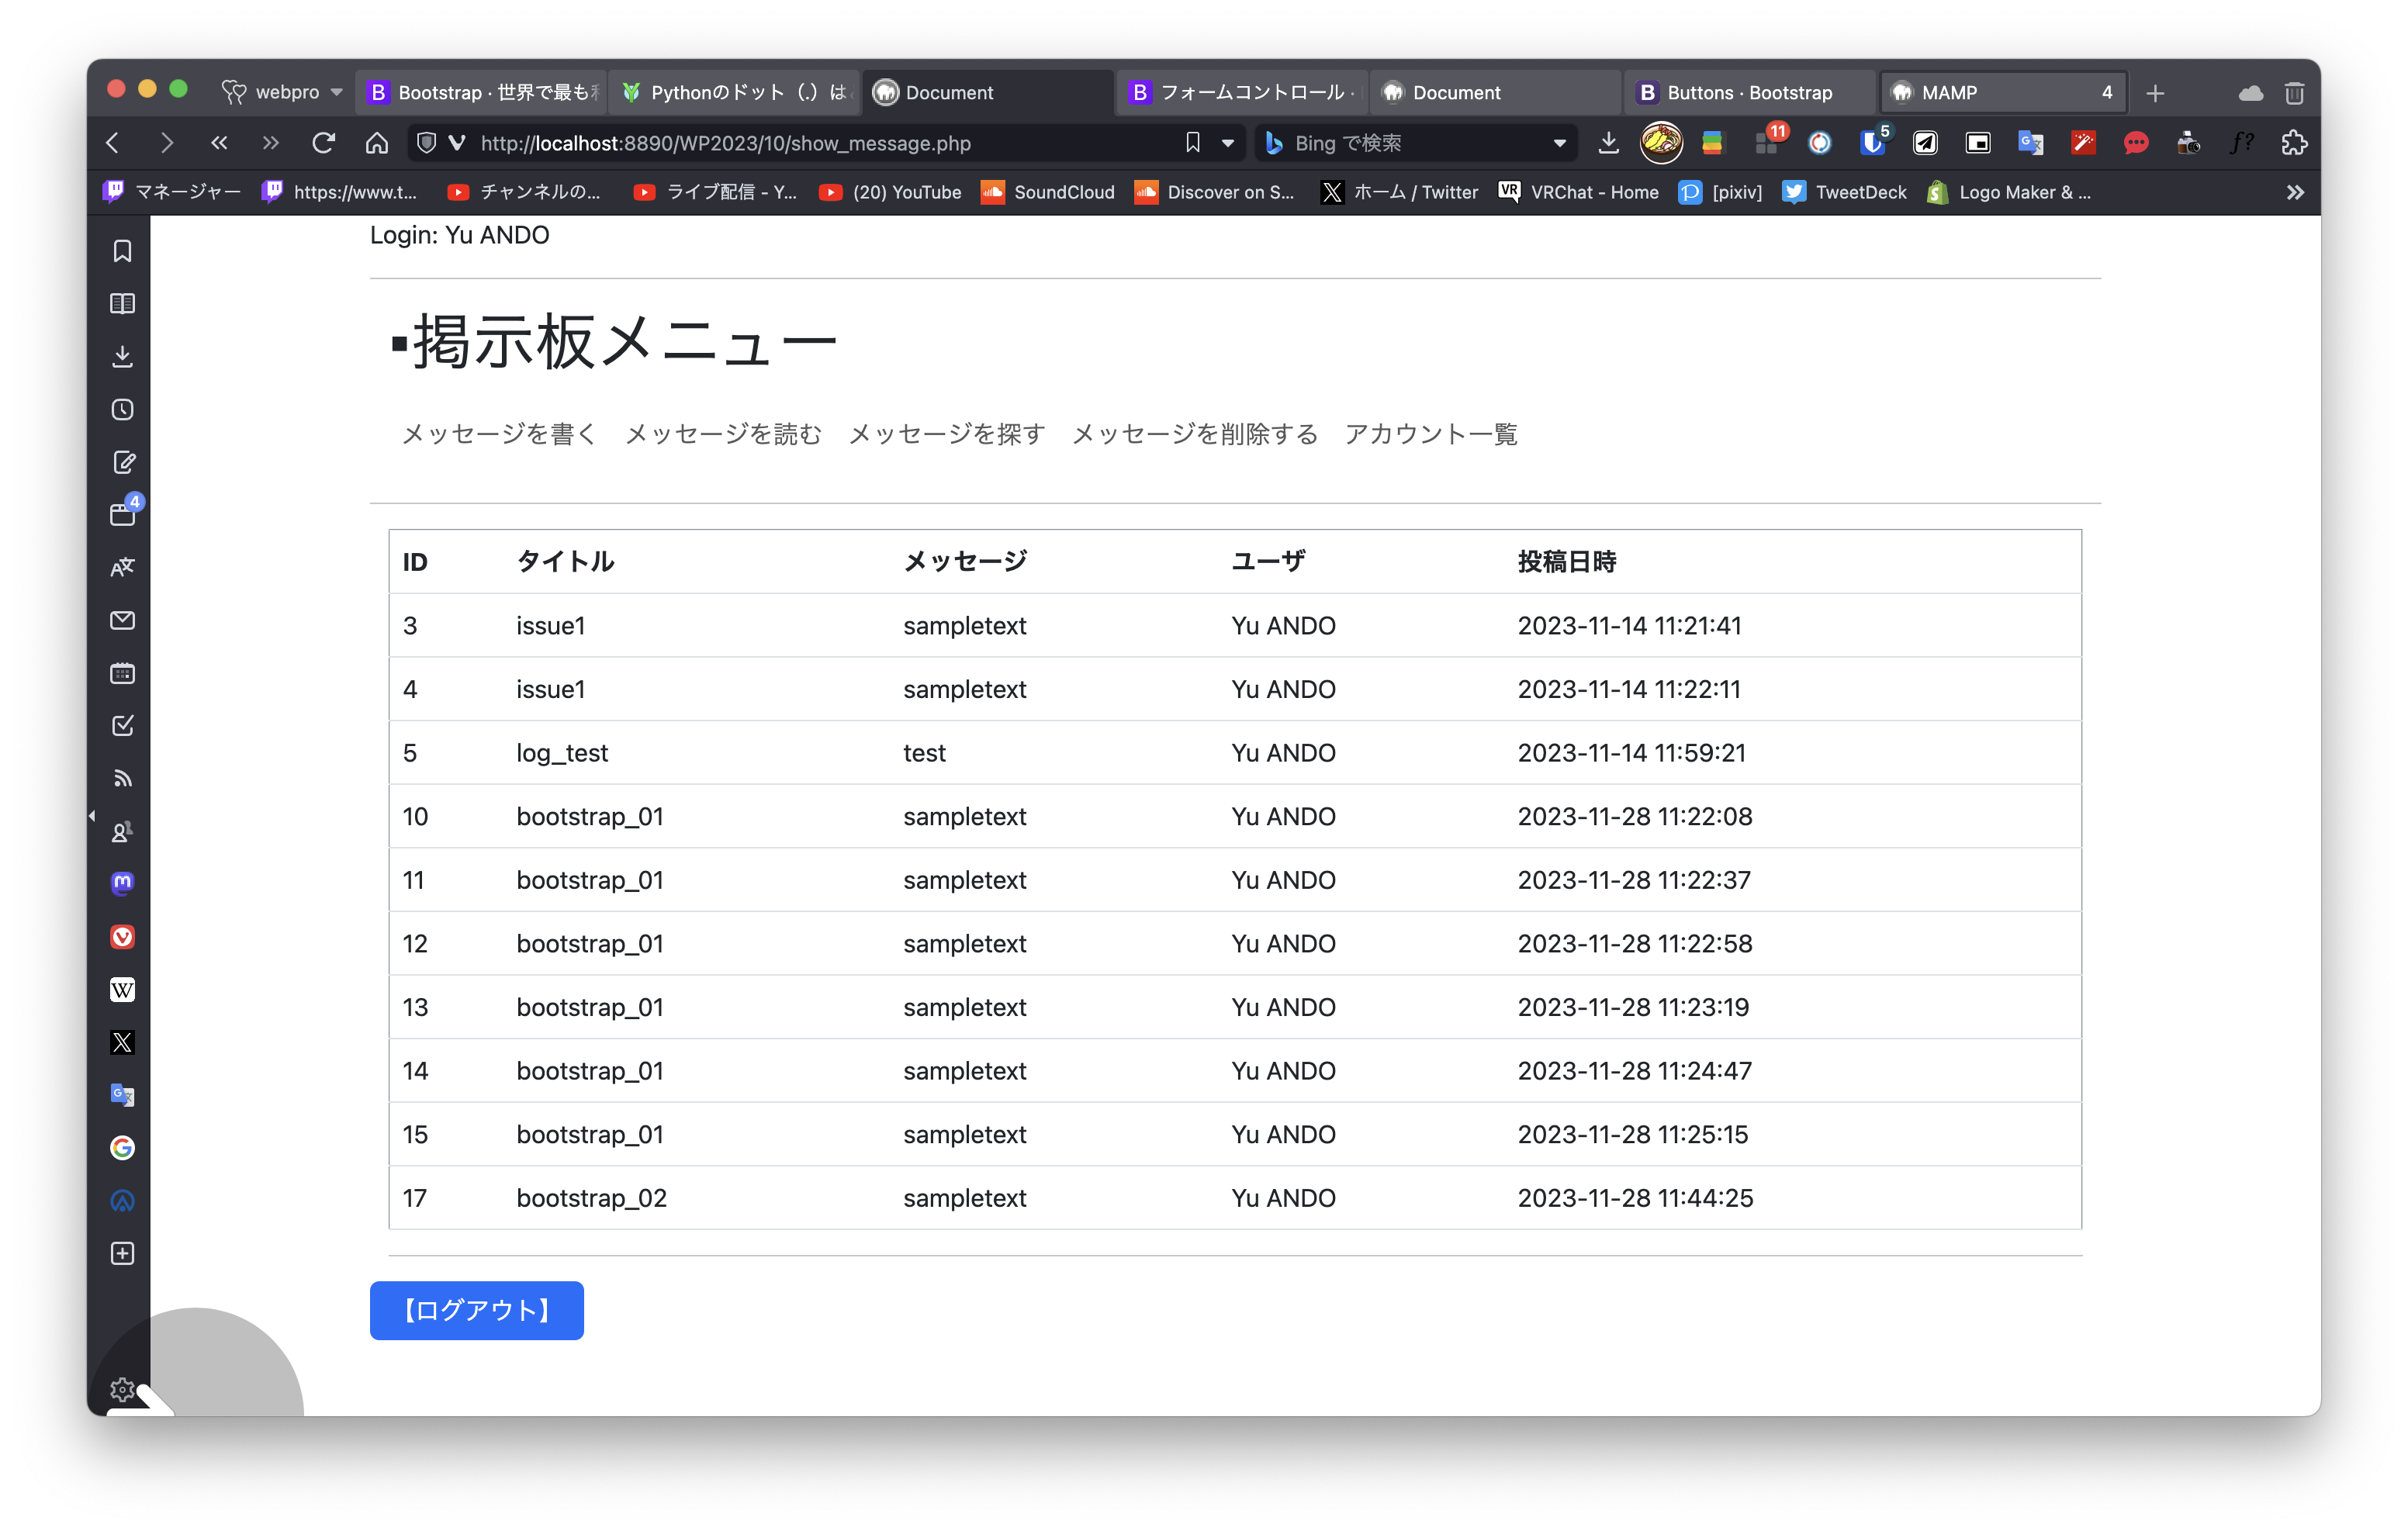 webpro
Bootstrap · 世界で最も
Pythonのドット（.）は
Document
フォームコントロール ·
Document
Buttons · Bootstrap
MAMP 4
http://localhost:8890/WP2023/10/show_message.php
Bing で検索
11
5
マネージャー
https://www.t...
チャンネルの...
ライブ配信 - Y...
(20) YouTube
SoundCloud
Discover on S...
ホーム / Twitter
VRChat - Home
[pixiv]
TweetDeck
Logo Maker & ...
4
Login: Yu ANDO
▪掲示板メニュー
メッセージを書く メッセージを読む メッセージを探す メッセージを削除する アカウント一覧
ID タイトル メッセージ ユーザ 投稿日時
3 issue1 sampletext Yu ANDO 2023-11-14 11:21:41
4 issue1 sampletext Yu ANDO 2023-11-14 11:22:11
5 log_test test Yu ANDO 2023-11-14 11:59:21
10 bootstrap_01 sampletext Yu ANDO 2023-11-28 11:22:08
11 bootstrap_01 sampletext Yu ANDO 2023-11-28 11:22:37
12 bootstrap_01 sampletext Yu ANDO 2023-11-28 11:22:58
13 bootstrap_01 sampletext Yu ANDO 2023-11-28 11:23:19
14 bootstrap_01 sampletext Yu ANDO 2023-11-28 11:24:47
15 bootstrap_01 sampletext Yu ANDO 2023-11-28 11:25:15
17 bootstrap_02 sampletext Yu ANDO 2023-11-28 11:44:25
【ログアウト】